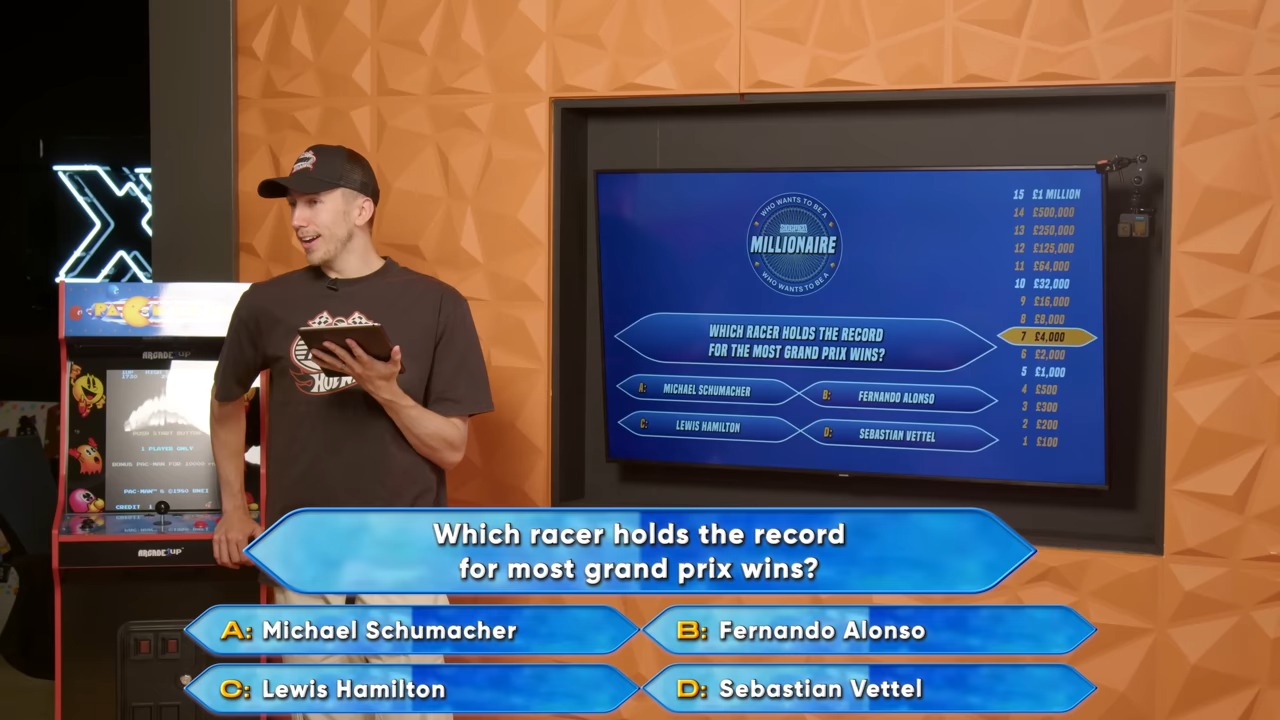 WHO WANTS TO BE A
MILLIONAIRE
WHO WANTS TO BE A
15 £1 MILLION
14 £500,000
13 £250,000
12 £125,000
11 £64,000
10 £32,000
9 £16,000
8 £8,000
7 £4,000
6 £2,000
5 £1,000
4 £500
3 £300
2 £200
1 £100
WHICH RACER HOLDS THE RECORD
FOR THE MOST GRAND PRIX WINS?
A: MICHAEL SCHUMACHER
B: FERNANDO ALONSO
C: LEWIS HAMILTON
D: SEBASTIAN VETTEL
ARCADE1UP
PUSH START BUTTON
1 PLAYER ONLY
CREDIT 1
ARCADE1UP
Which racer holds the record
for most grand prix wins?
A: Michael Schumacher
B: Fernando Alonso
C: Lewis Hamilton
D: Sebastian Vettel